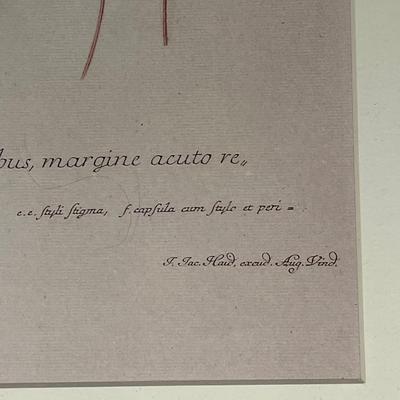 bus, margine acuto re„
e.e. ſtyli ſtigma, f. capſula cum ſtylo et peri =
I. Iac. Haid, excud. Aug. Vind.